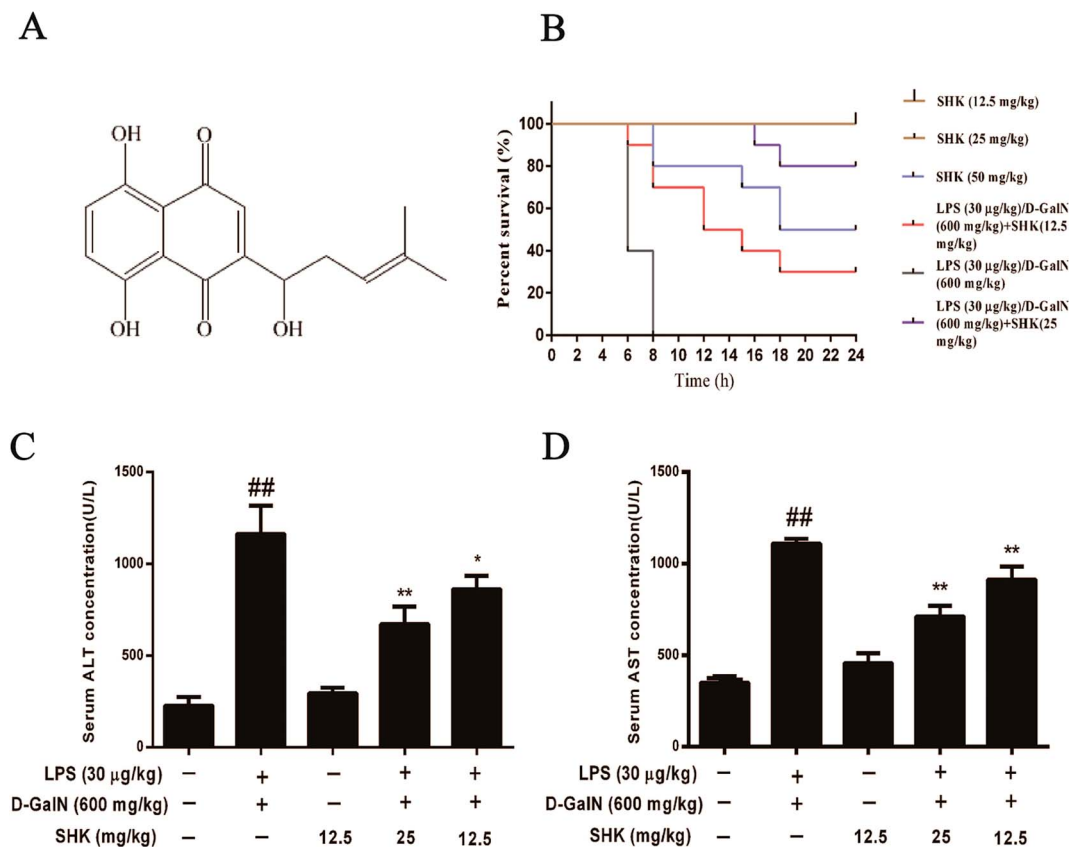 A
OH
O
OH
O
OH
B
Percent survival (%)
100
80
60
40
20
0
0 2 4 6 8 10 12 14 16 18 20 22 24
Time (h)
SHK (12.5 mg/kg)
SHK (25 mg/kg)
SHK (50 mg/kg)
LPS (30 μg/kg)/D-GalN
(600 mg/kg)+SHK(12.5
mg/kg)
LPS (30 μg/kg)/D-GalN
(600 mg/kg)
LPS (30 μg/kg)/D-GalN
(600 mg/kg)+SHK(25
mg/kg)
C
Serum ALT concentration(U/L)
1500
1000
500
0
##
**
*
LPS (30 μg/kg) – + – + +
D-GalN (600 mg/kg) – + – + +
SHK (mg/kg) – – 12.5 25 12.5
D
Serum AST concentration(U/L)
1500
1000
500
0
##
**
**
LPS (30 μg/kg) – + – + +
D-GalN (600 mg/kg) – + – + +
SHK (mg/kg) – – 12.5 25 12.5